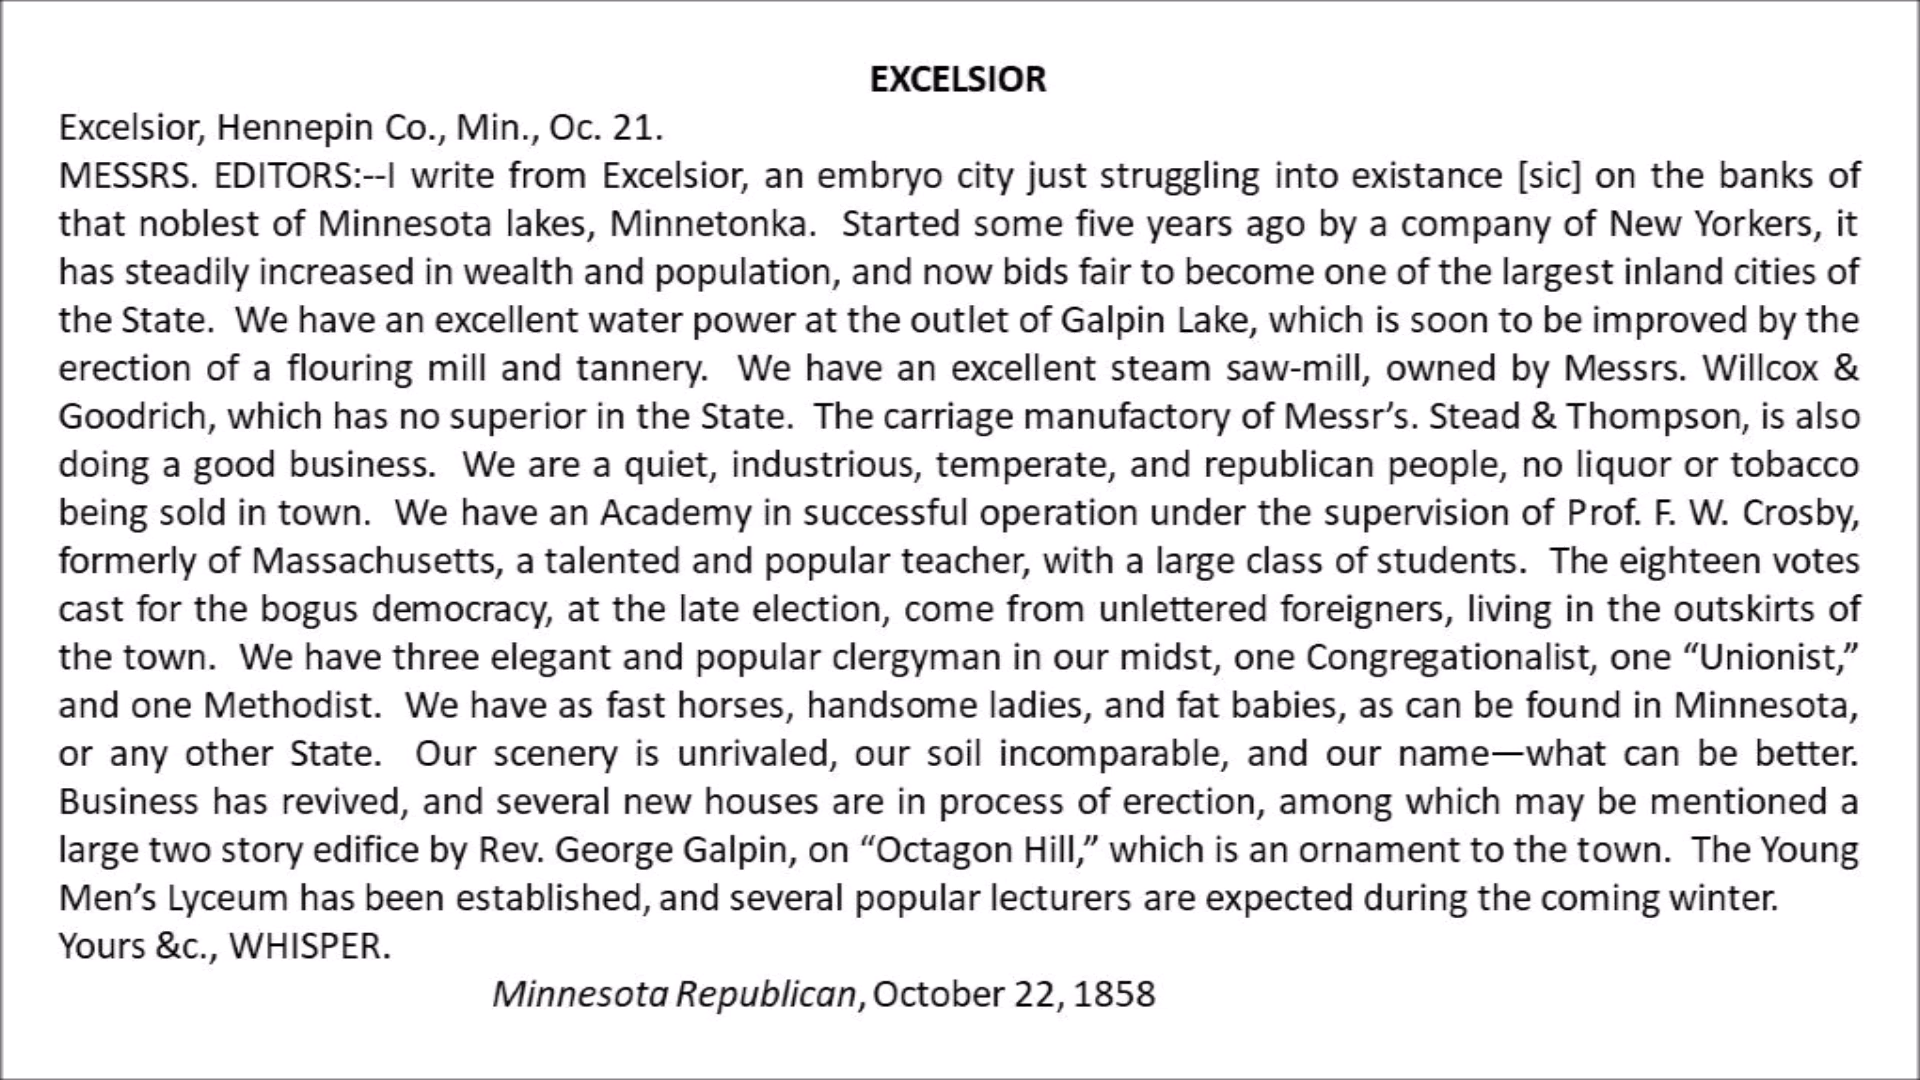 EXCELSIOR
Excelsior, Hennepin Co., Min., Oc. 21.
MESSRS. EDITORS:--I write from Excelsior, an embryo city just struggling into existance [sic] on the banks of
that noblest of Minnesota lakes, Minnetonka.  Started some five years ago by a company of New Yorkers, it
has steadily increased in wealth and population, and now bids fair to become one of the largest inland cities of
the State.  We have an excellent water power at the outlet of Galpin Lake, which is soon to be improved by the
erection of a flouring mill and tannery.  We have an excellent steam saw-mill, owned by Messrs. Willcox &
Goodrich, which has no superior in the State.  The carriage manufactory of Messr’s. Stead & Thompson, is also
doing a good business.  We are a quiet, industrious, temperate, and republican people, no liquor or tobacco
being sold in town.  We have an Academy in successful operation under the supervision of Prof. F. W. Crosby,
formerly of Massachusetts, a talented and popular teacher, with a large class of students.  The eighteen votes
cast for the bogus democracy, at the late election, come from unlettered foreigners, living in the outskirts of
the town.  We have three elegant and popular clergyman in our midst, one Congregationalist, one “Unionist,”
and one Methodist.  We have as fast horses, handsome ladies, and fat babies, as can be found in Minnesota,
or any other State.  Our scenery is unrivaled, our soil incomparable, and our name—what can be better.
Business has revived, and several new houses are in process of erection, among which may be mentioned a
large two story edifice by Rev. George Galpin, on “Octagon Hill,” which is an ornament to the town.  The Young
Men’s Lyceum has been established, and several popular lecturers are expected during the coming winter.
Yours &c., WHISPER.
Minnesota Republican, October 22, 1858